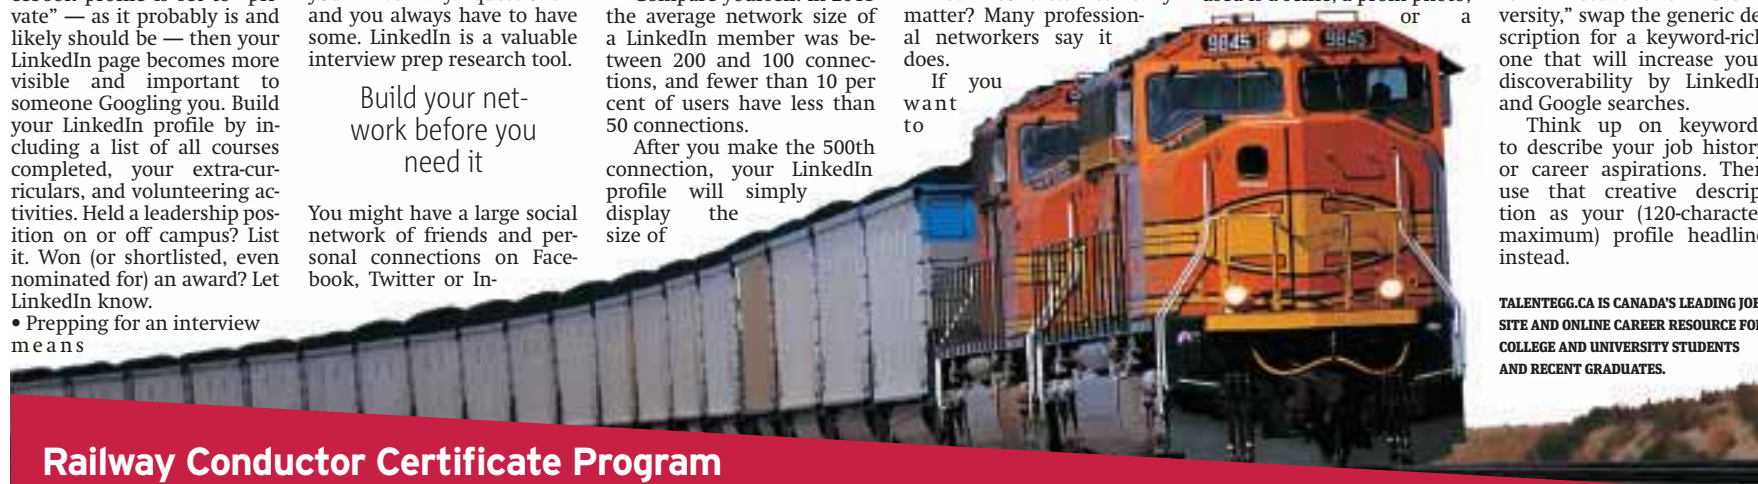 vate” — as it probably is and
likely should be — then your
LinkedIn page becomes more
visible and important to
someone Googling you. Build
your LinkedIn profile by in-
cluding a list of all courses
completed, your extra-cur-
riculars, and volunteering ac-
tivities. Held a leadership pos-
ition on or off campus? List
it. Won (or shortlisted, even
nominated for) an award? Let
LinkedIn know.
• Prepping for an interview
means
and you always have to have
some. LinkedIn is a valuable
interview prep research tool.
Build your net-
work before you
need it
You might have a large social
network of friends and per-
sonal connections on Face-
book, Twitter or In-
the average network size of
a LinkedIn member was be-
tween 200 and 100 connec-
tions, and fewer than 10 per
cent of users have less than
50 connections.
After you make the 500th
connection, your LinkedIn
profile will simply
display the
size of
matter? Many profession-
al networkers say it
does.
If you
want
to
or a
9845 9845
versity,” swap the generic de-
scription for a keyword-rich
one that will increase you
discoverability by LinkedIn
and Google searches.
Think up on keyword
to describe your job history
or career aspirations. Then
use that creative descrip
tion as your (120-characte
maximum) profile headline
instead.
TALENTEGG.CA IS CANADA’S LEADING JOB
SITE AND ONLINE CAREER RESOURCE FOR
COLLEGE AND UNIVERSITY STUDENTS
AND RECENT GRADUATES.
Railway Conductor Certificate Program